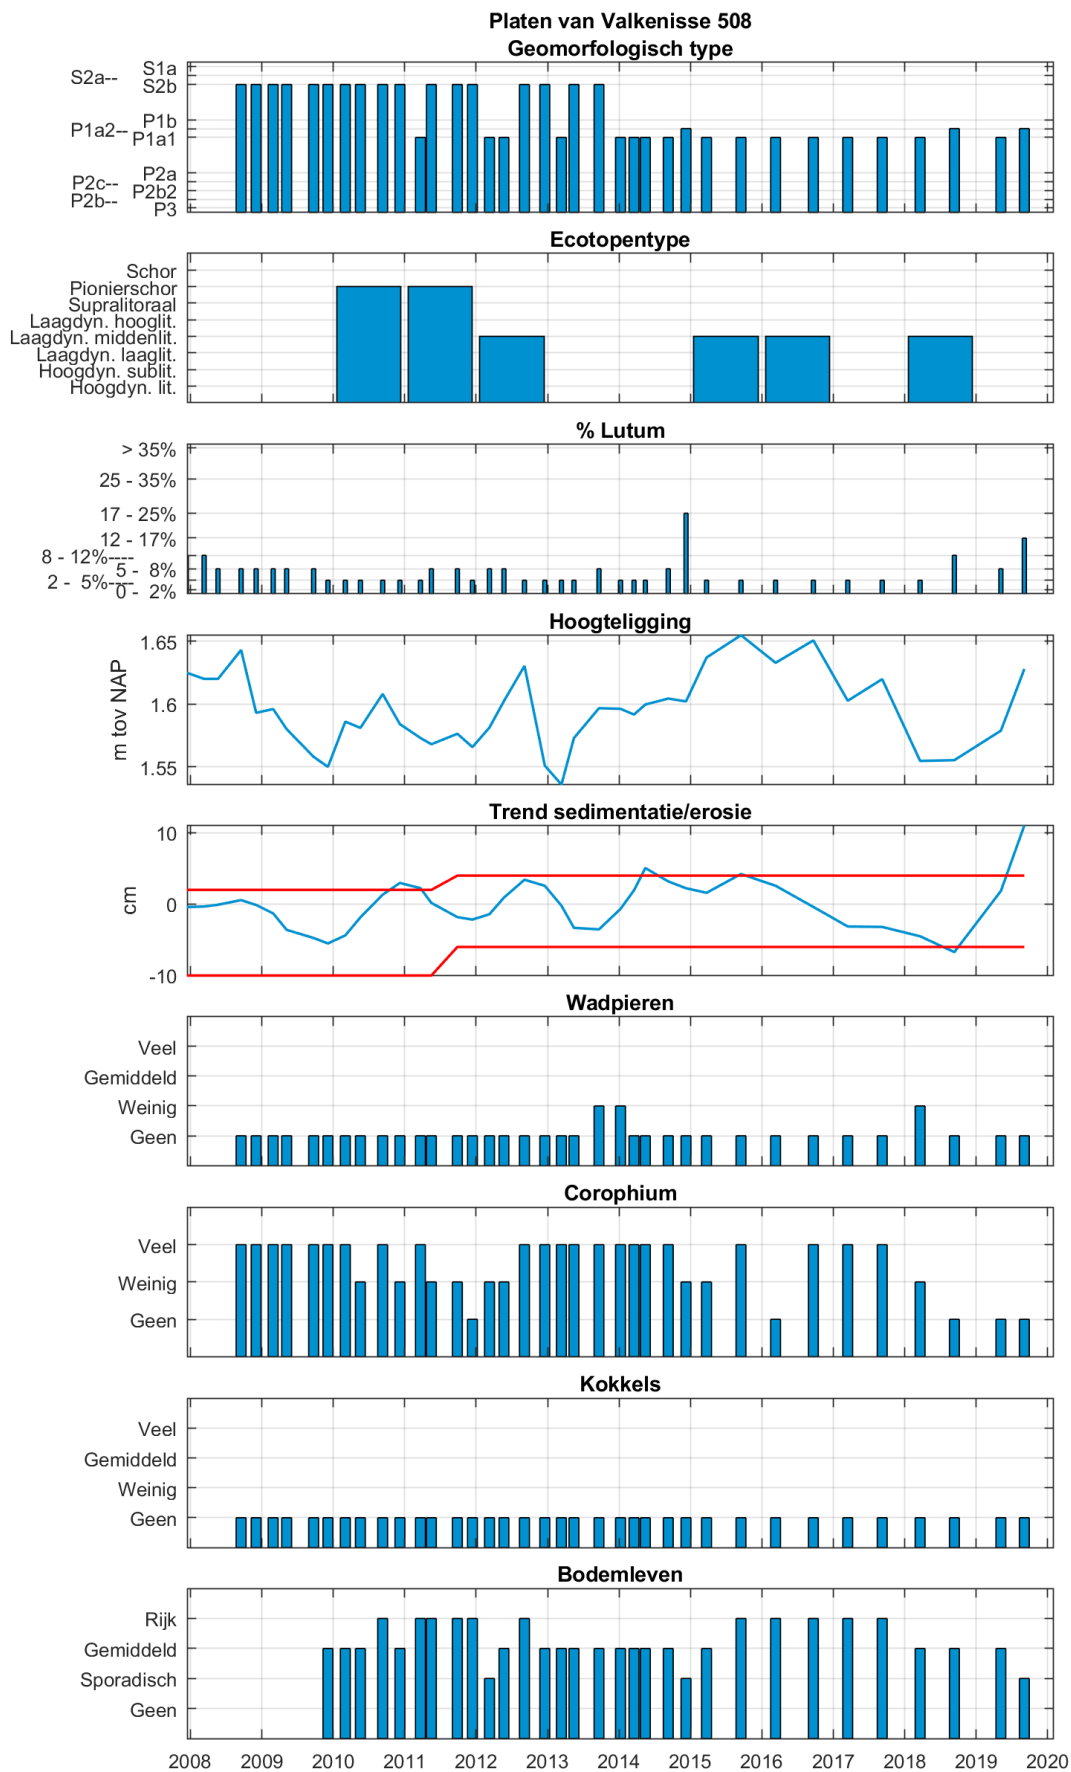 Platen van Valkenisse 508
Geomorfologisch type
S1a
S2a--
S2b
P1b
P1a2--
P1a1
P2a
P2c--
P2b2
P2b--
P3
Ecotopentype
Schor
Pionierschor
Supralitoraal
Laagdyn. hooglit.
Laagdyn. middenlit.
Laagdyn. laaglit.
Hoogdyn. sublit.
Hoogdyn. lit.
% Lutum
> 35%
25 - 35%
17 - 25%
12 - 17%
8 - 12%----
5 - 8%
2 - 5%----
0 - 2%
Hoogteligging
m tov NAP
1.65
1.6
1.55
Trend sedimentatie/erosie
cm
10
0
-10
Wadpieren
Veel
Gemiddeld
Weinig
Geen
Corophium
Veel
Weinig
Geen
Kokkels
Veel
Gemiddeld
Weinig
Geen
Bodemleven
Rijk
Gemiddeld
Sporadisch
Geen
2008 2009 2010 2011 2012 2013 2014 2015 2016 2017 2018 2019 2020